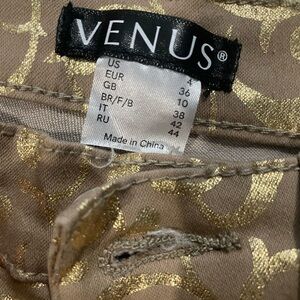 VENUS®
US 4
EUR 36
GB 10
BR/F/B 38
IT 42
RU 44
Made in China